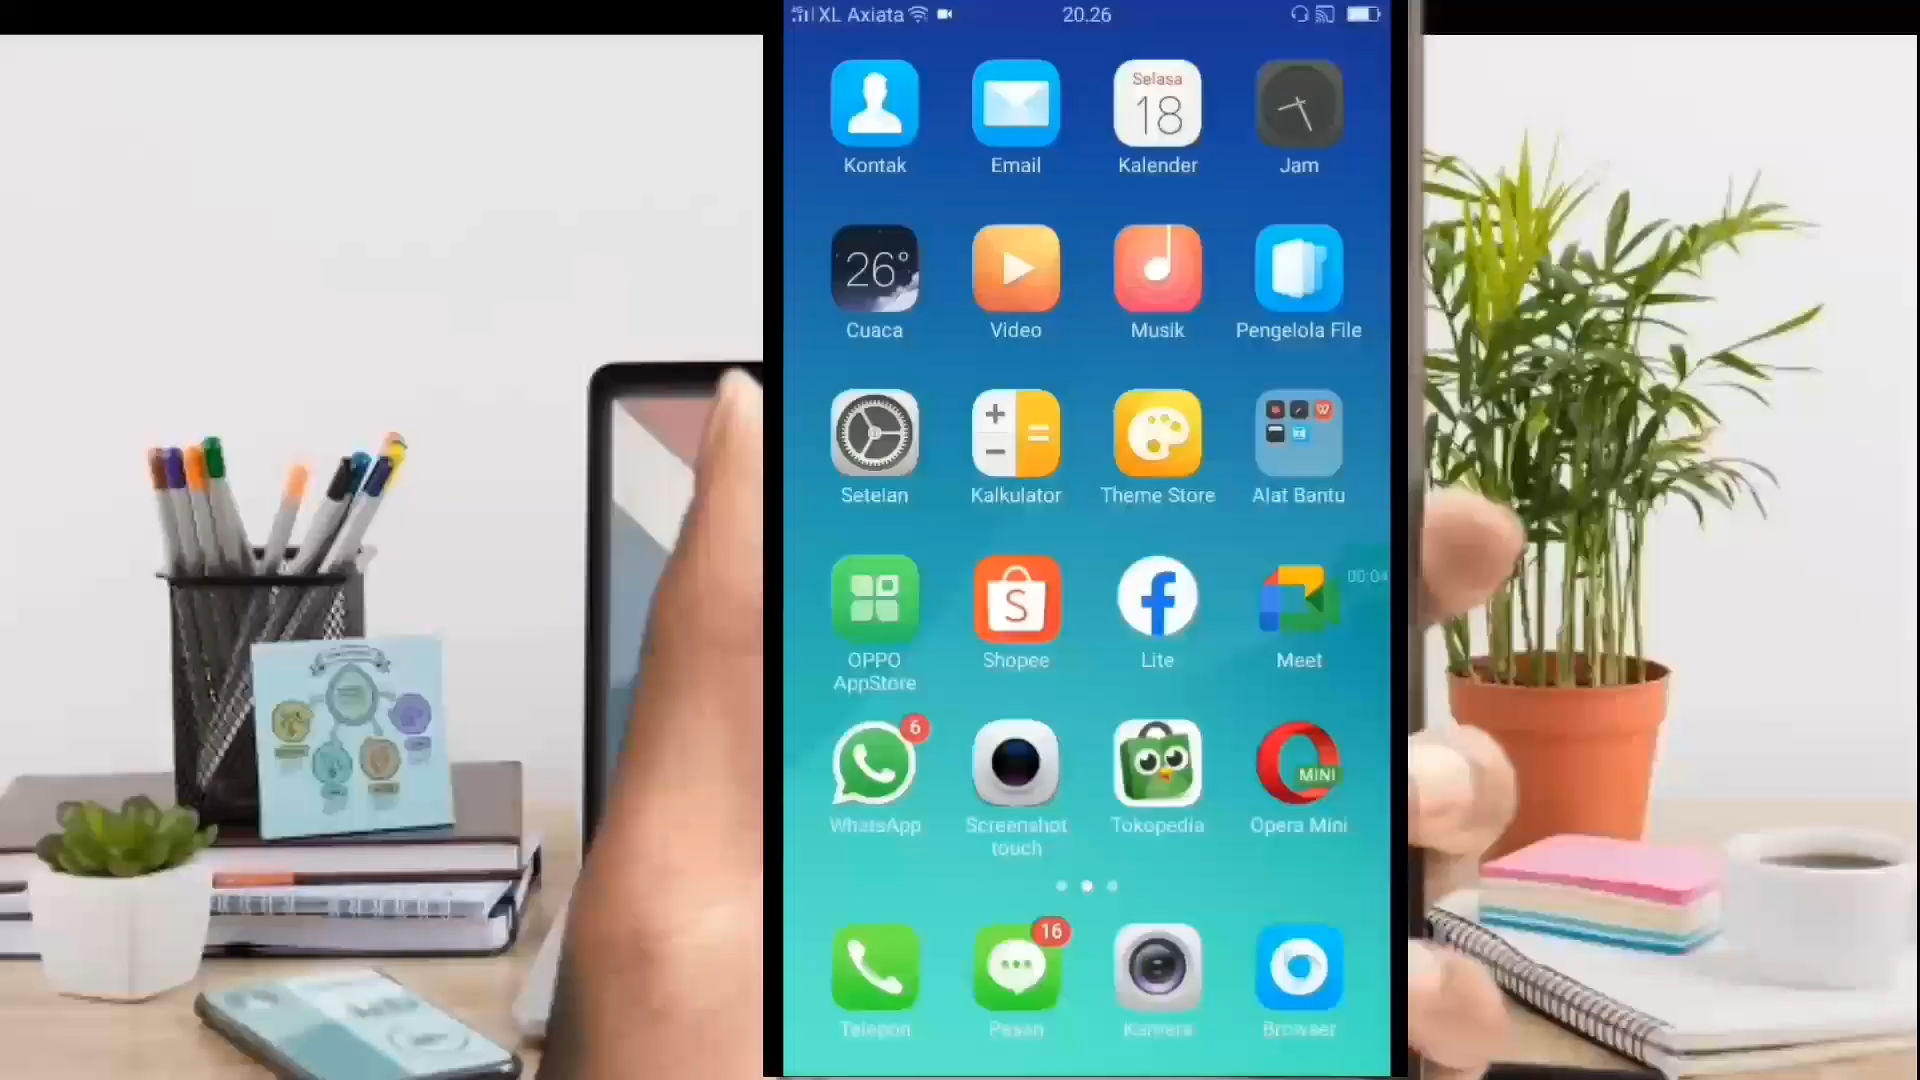 4G XL Axiata 20.26
Selasa
18
Kontak Email Kalender Jam
26°
Cuaca Video Musik Pengelola File
Setelan Kalkulator Theme Store Alat Bantu
00:04
OPPO AppStore Shopee Lite Meet
6
MINI
WhatsApp Screenshot touch Tokopedia Opera Mini
16
Telepon Pesan Kamera Browser